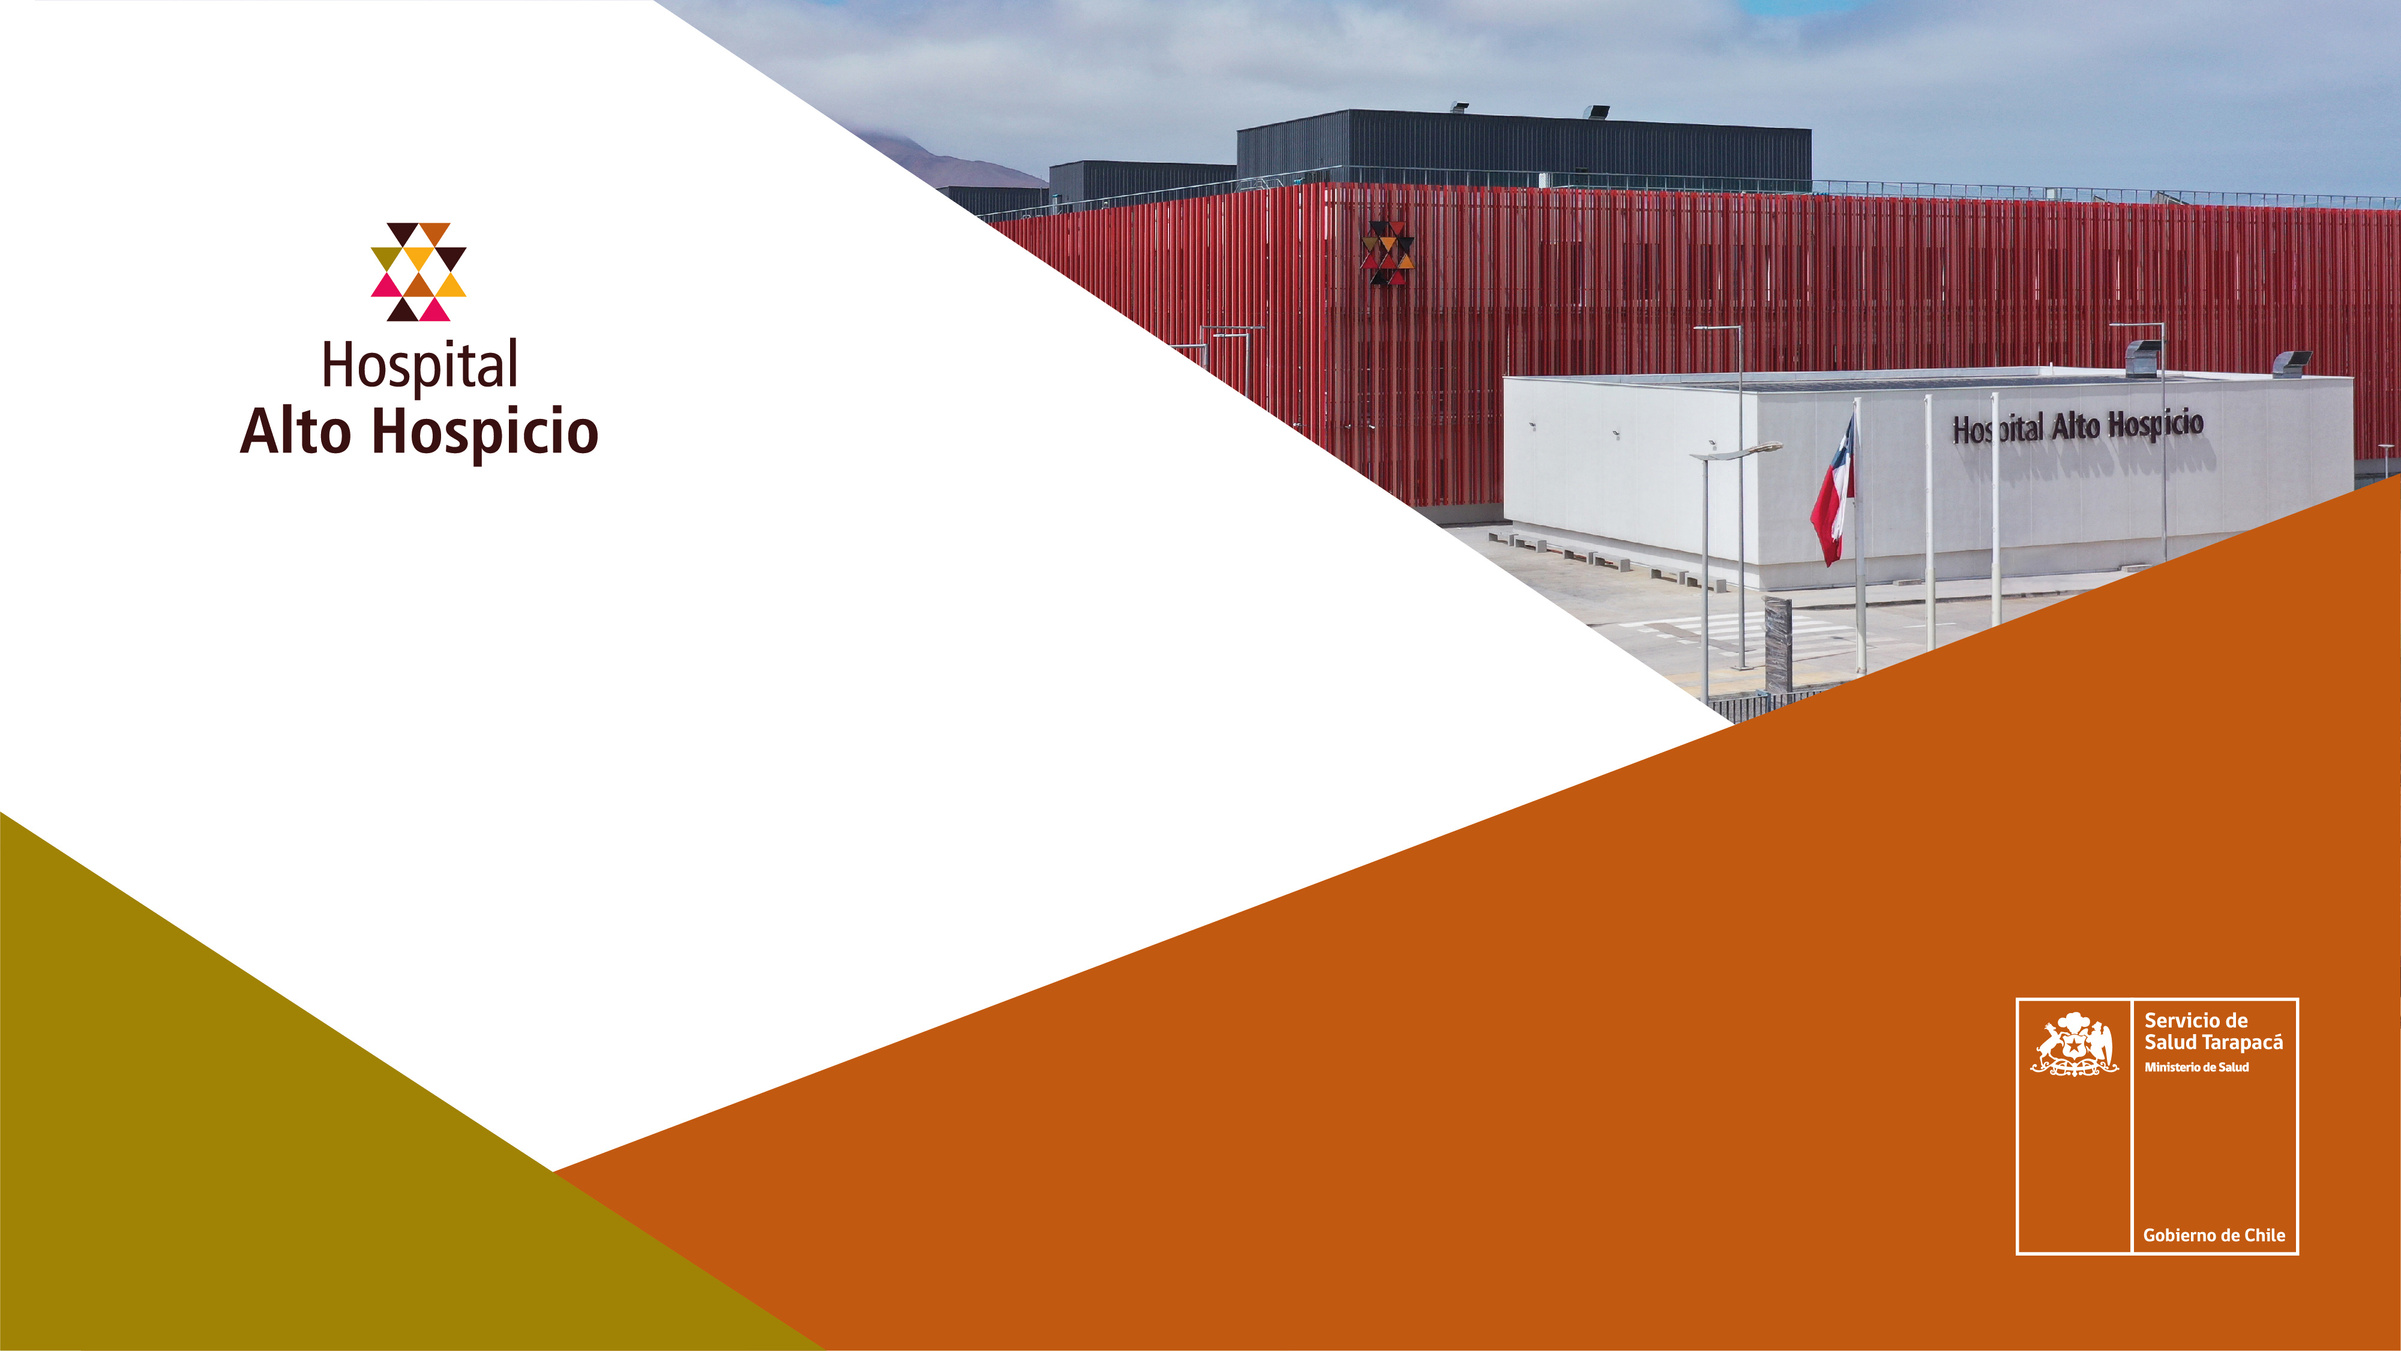 Hospital
Alto Hospicio
Hospital Alto Hospicio
Servicio de
Salud Tarapacá
Ministerio de Salud
Gobierno de Chile